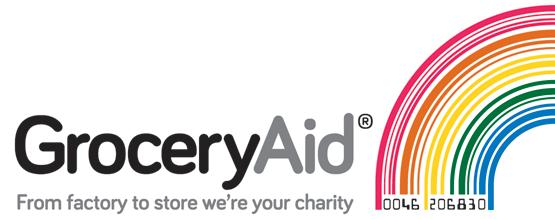 GroceryAid®
From factory to store we're your charity
0046 206830